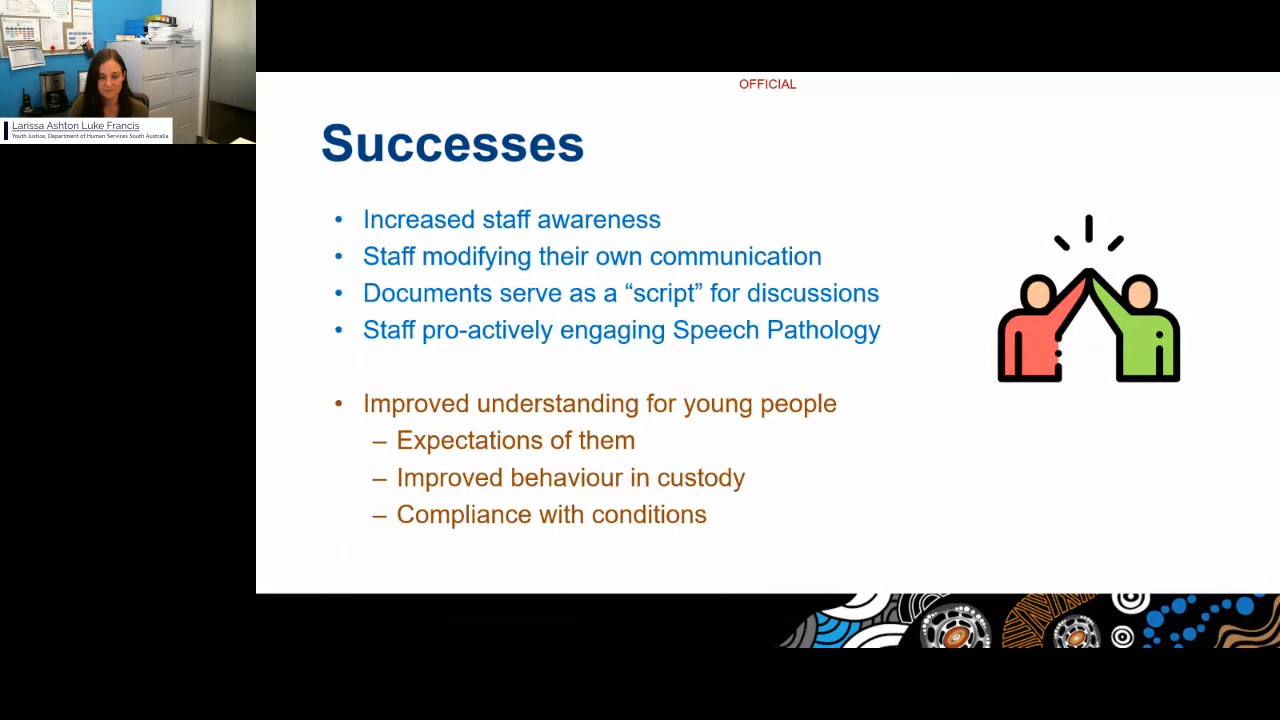 Larissa Ashton Luke Francis
Youth Justice, Department of Human Services South Australia
OFFICIAL
Successes
• Increased staff awareness
• Staff modifying their own communication
• Documents serve as a “script” for discussions
• Staff pro-actively engaging Speech Pathology
• Improved understanding for young people
– Expectations of them
– Improved behaviour in custody
– Compliance with conditions